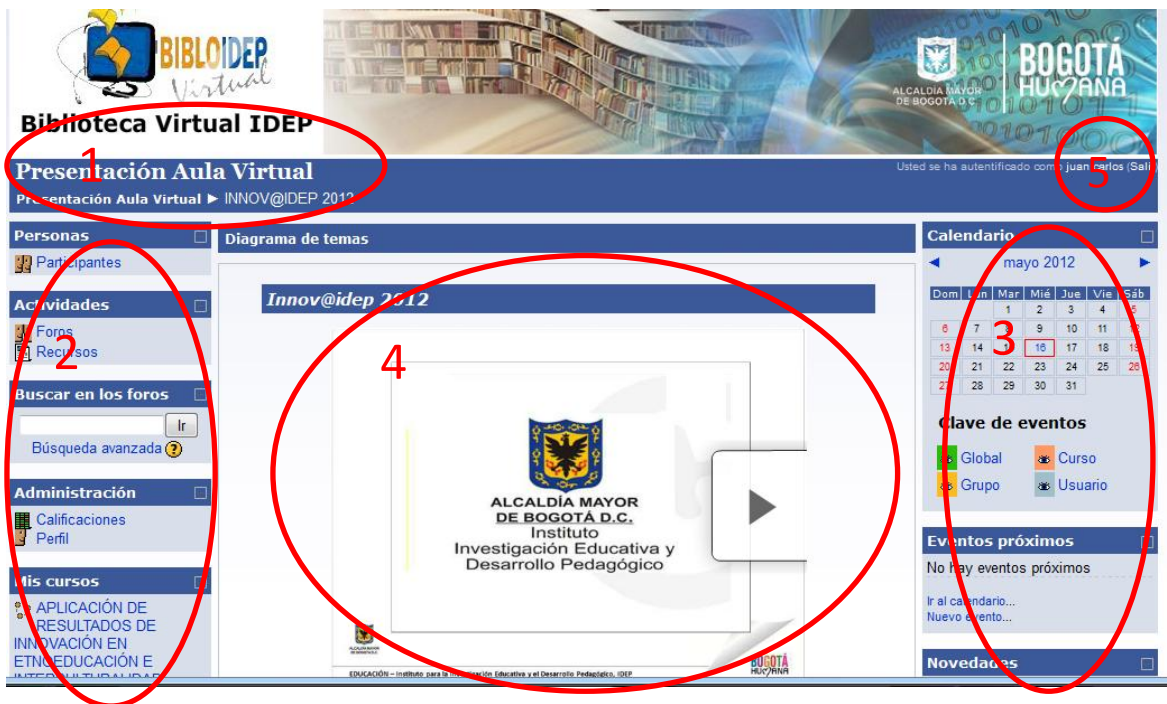 BIBLOIDEP
Virtual
Biblioteca Virtual IDEP
ALCALDÍA MAYOR
DE BOGOTÁ D.C.
BOGOTÁ
HUMANA
1
Presentación Aula Virtual
Presentación Aula Virtual ► INNOV@IDEP 2012
Usted se ha autentificado como juan carlos (Salir)
5
Personas
Participantes
Actividades
Foros
Recursos
2
Buscar en los foros
Ir
Búsqueda avanzada
Administración
Calificaciones
Perfil
Mis cursos
APLICACIÓN DE
RESULTADOS DE
INNOVACIÓN EN
ETNOEDUCACIÓN E
INTERCULTURALIDAD
Diagrama de temas
Innov@idep 2012
4
ALCALDÍA MAYOR
DE BOGOTÁ D.C.
Instituto
Investigación Educativa y
Desarrollo Pedagógico
EDUCACIÓN – Instituto para la Investigación Educativa y el Desarrollo Pedagógico, IDEP
BOGOTÁ
HUMANA
Calendario
◄ mayo 2012 ►
Dom Lun Mar Mié Jue Vie Sáb
1 2 3 4 5
6 7 8 9 10 11 12
13 14 15 16 17 18 19
20 21 22 23 24 25 26
27 28 29 30 31
3
Clave de eventos
Global Curso
Grupo Usuario
Eventos próximos
No hay eventos próximos
Ir al calendario...
Nuevo evento...
Novedades